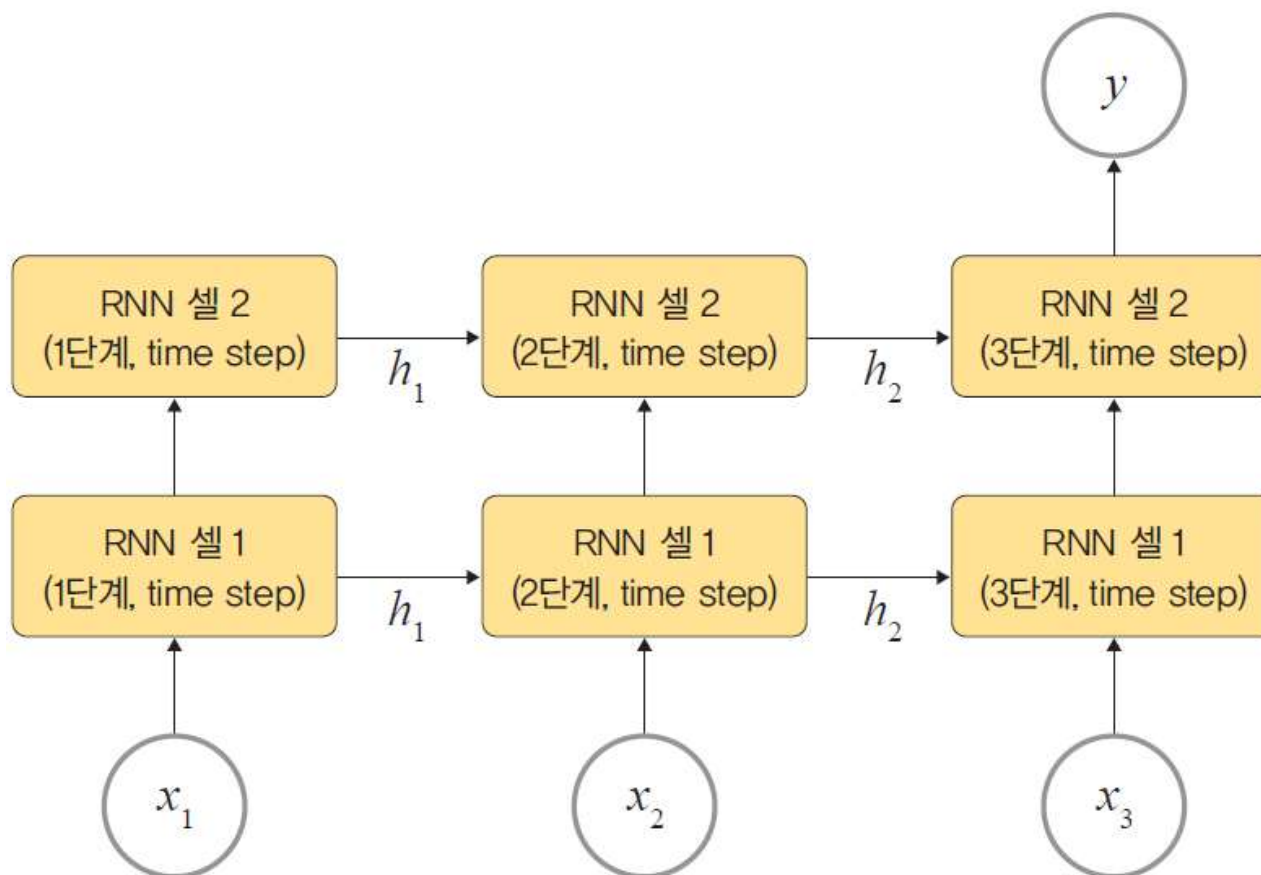 y
RNN 셀 2
(1단계, time step)
h₁
RNN 셀 2
(2단계, time step)
h₂
RNN 셀 2
(3단계, time step)
RNN 셀 1
(1단계, time step)
h₁
RNN 셀 1
(2단계, time step)
h₂
RNN 셀 1
(3단계, time step)
x₁
x₂
x₃